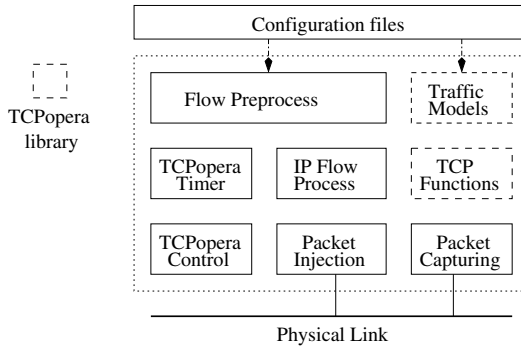 Configuration files
Flow Preprocess
Traffic
Models
TCPopera
library
TCPopera
Timer
IP Flow
Process
TCP
Functions
TCPopera
Control
Packet
Injection
Packet
Capturing
Physical Link